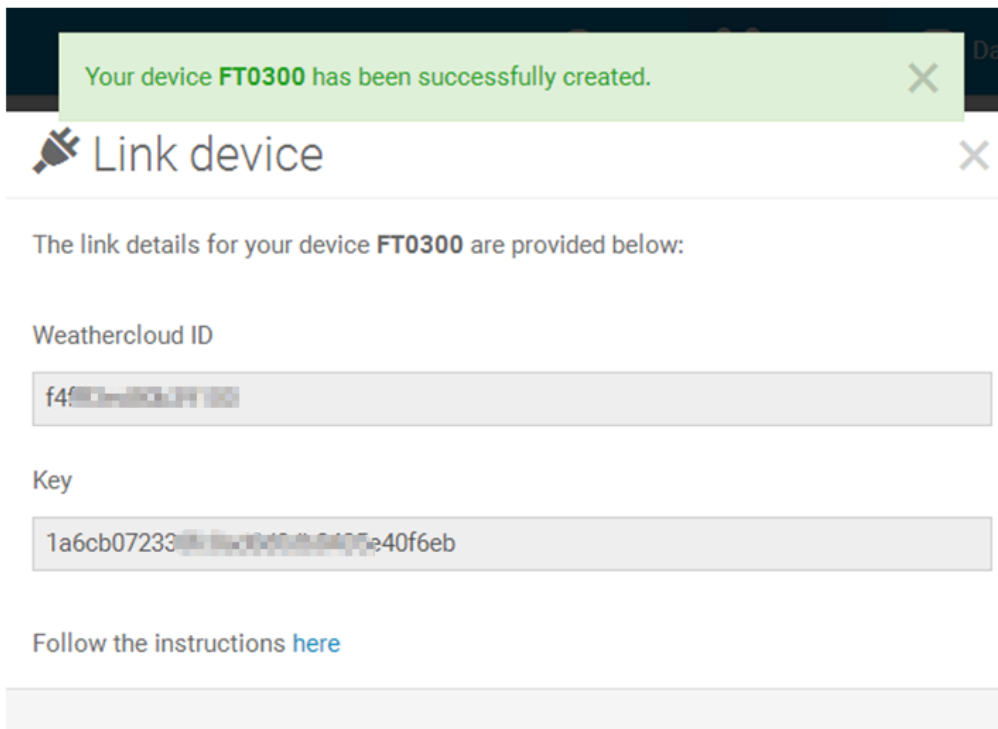 Da
Your device FT0300 has been successfully created.
Link device
The link details for your device FT0300 are provided below:
Weathercloud ID
Key
Follow the instructions here